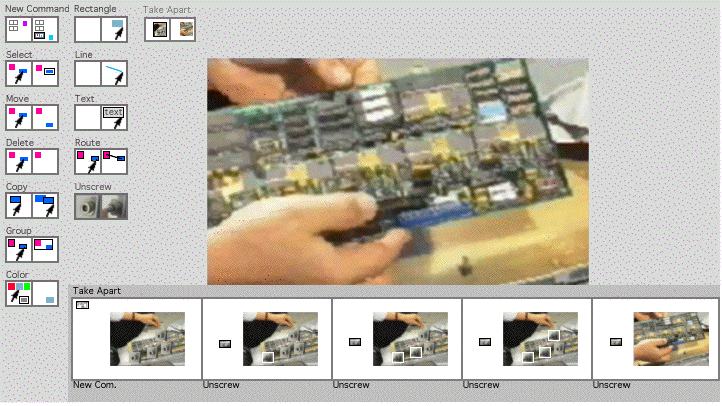 New Command
Rectangle
Take Apart
Select
Line
Move
Text
text
Delete
Route
Copy
Unscrew
Group
Color
Take Apart
New Com.
Unscrew
Unscrew
Unscrew
Unscrew